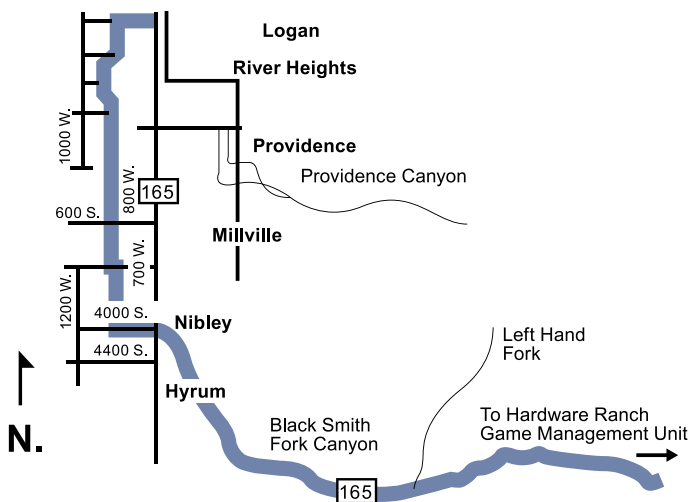 Logan
River Heights
Providence
Providence Canyon
1000 W.
800 W.
165
600 S.
Millville
700 W.
1200 W.
4000 S.
Nibley
4400 S.
Left Hand
Fork
Hyrum
N.
Black Smith
Fork Canyon
To Hardware Ranch
Game Management Unit
165